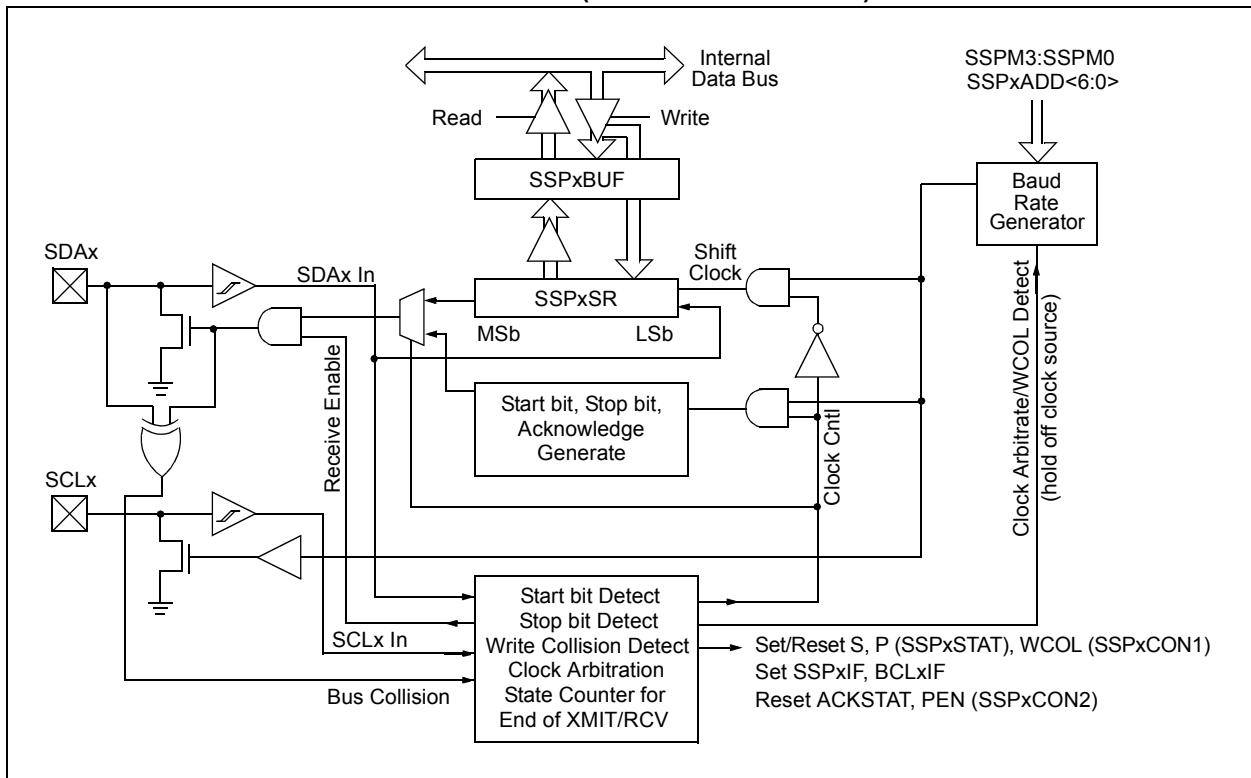 Internal
Data Bus
SSPM3:SSPM0
SSPxADD<6:0>
Read
Write
SSPxBUF
Baud
Rate
Generator
SDAx
SDAx In
Shift
Clock
SSPxSR
MSb
LSb
Receive Enable
Start bit, Stop bit,
Acknowledge
Generate
Clock Cntl
Clock Arbitrate/WCOL Detect
(hold off clock source)
SCLx
SCLx In
Bus Collision
Start bit Detect
Stop bit Detect
Write Collision Detect
Clock Arbitration
State Counter for
End of XMIT/RCV
Set/Reset S, P (SSPxSTAT), WCOL (SSPxCON1)
Set SSPxIF, BCLxIF
Reset ACKSTAT, PEN (SSPxCON2)